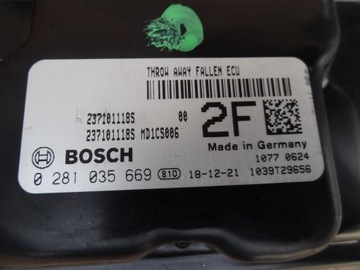 THROW AWAY FALLEN ECU
237101118S 00
237101118S MD1CS006
2F
BOSCH
Made in Germany
1077 0624
0 281 035 669 B10 18-12-21 1039T29656